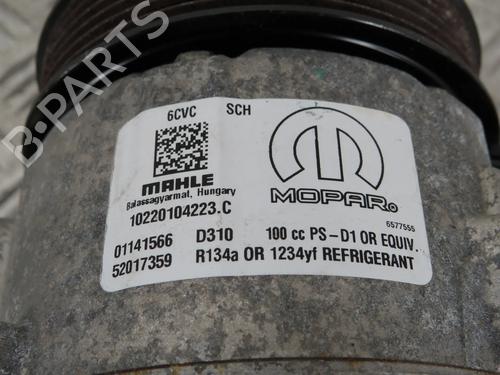 B-PARTS
6CVC SCH
MAHLE
Balassagyarmat, Hungary
MOPAR®
10220104223.C
6577555
01141566 D310 100 cc PS-D1 OR EQUIV.
52017359 R134a OR 1234yf REFRIGERANT